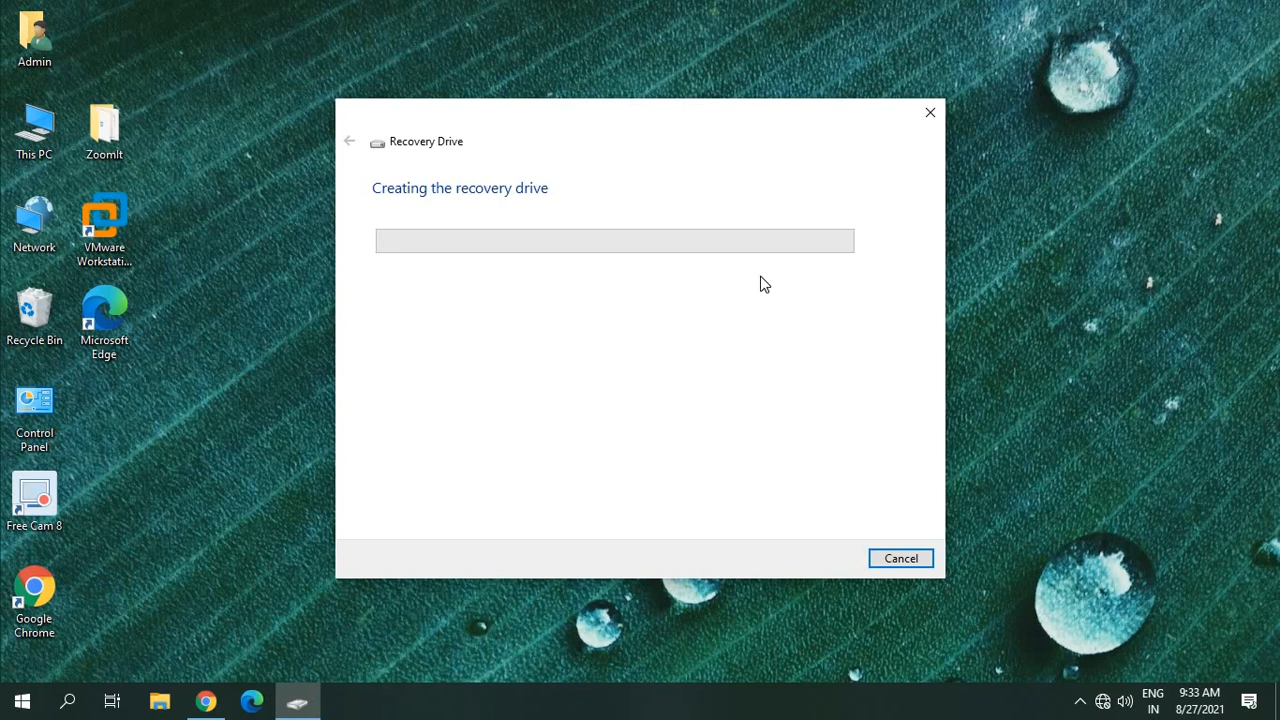 Admin
This PC
ZoomIt
Network
VMware
Workstati...
Recycle Bin
Microsoft
Edge
Control
Panel
Free Cam 8
Google
Chrome
Recovery Drive
Creating the recovery drive
Cancel
ENG
IN
9:33 AM
8/27/2021